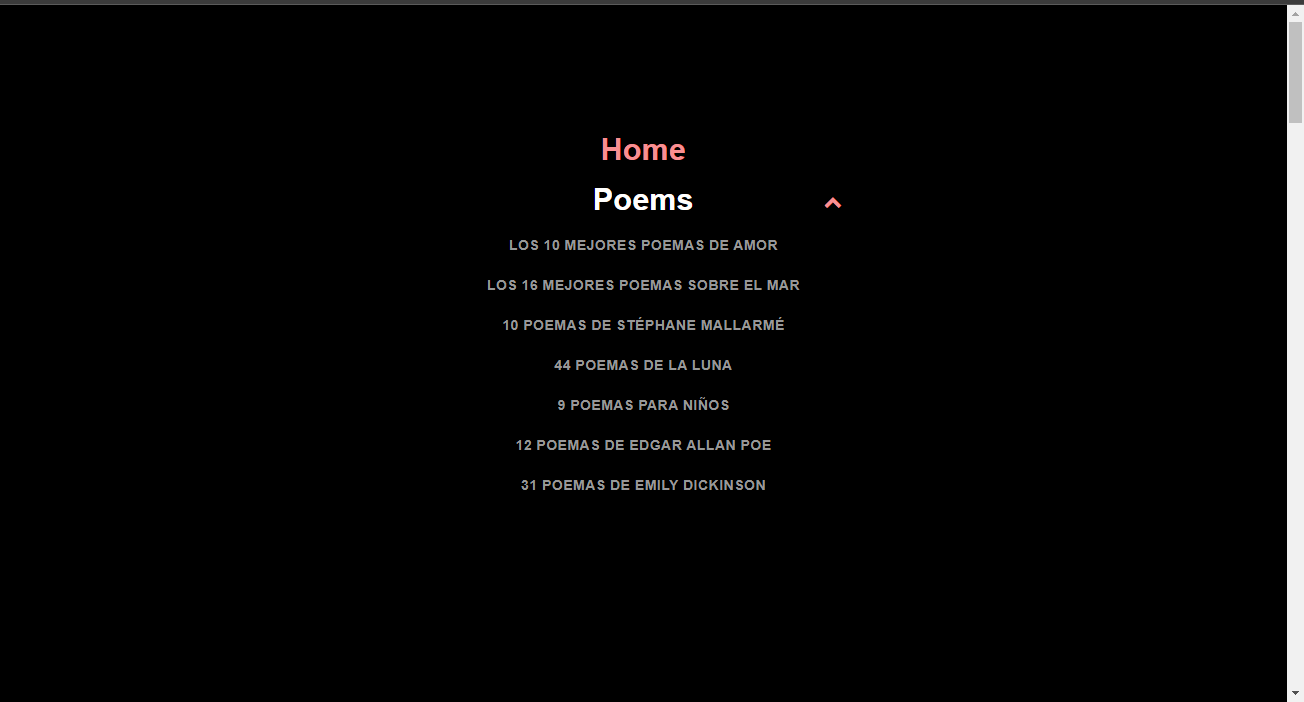 Home
Poems
LOS 10 MEJORES POEMAS DE AMOR
LOS 16 MEJORES POEMAS SOBRE EL MAR
10 POEMAS DE STÉPHANE MALLARMÉ
44 POEMAS DE LA LUNA
9 POEMAS PARA NIÑOS
12 POEMAS DE EDGAR ALLAN POE
31 POEMAS DE EMILY DICKINSON